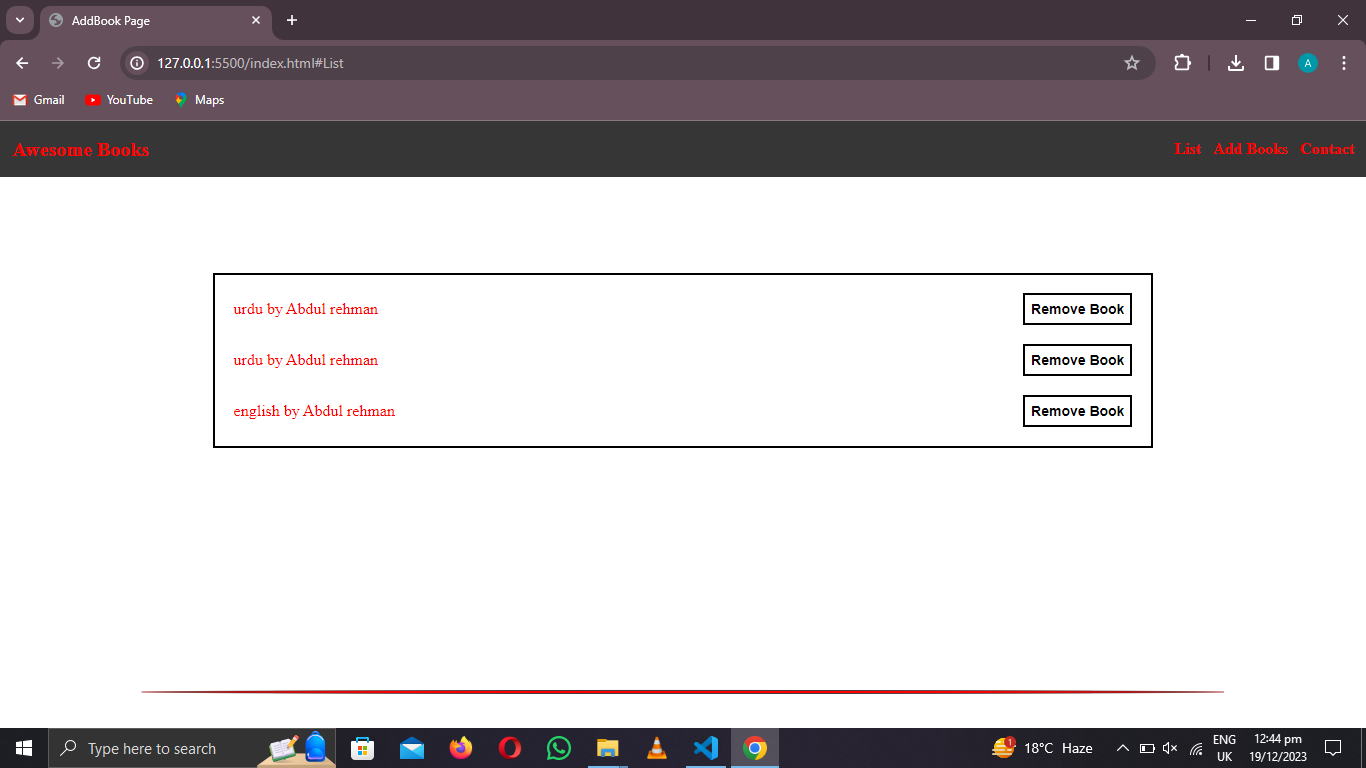 AddBook Page
127.0.0.1:5500/index.html#List
A
Gmail YouTube Maps
Awesome Books List Add Books Contact
urdu by Abdul rehman Remove Book
urdu by Abdul rehman Remove Book
english by Abdul rehman Remove Book
Type here to search
1
18°C Haze
ENG
UK
12:44 pm
19/12/2023